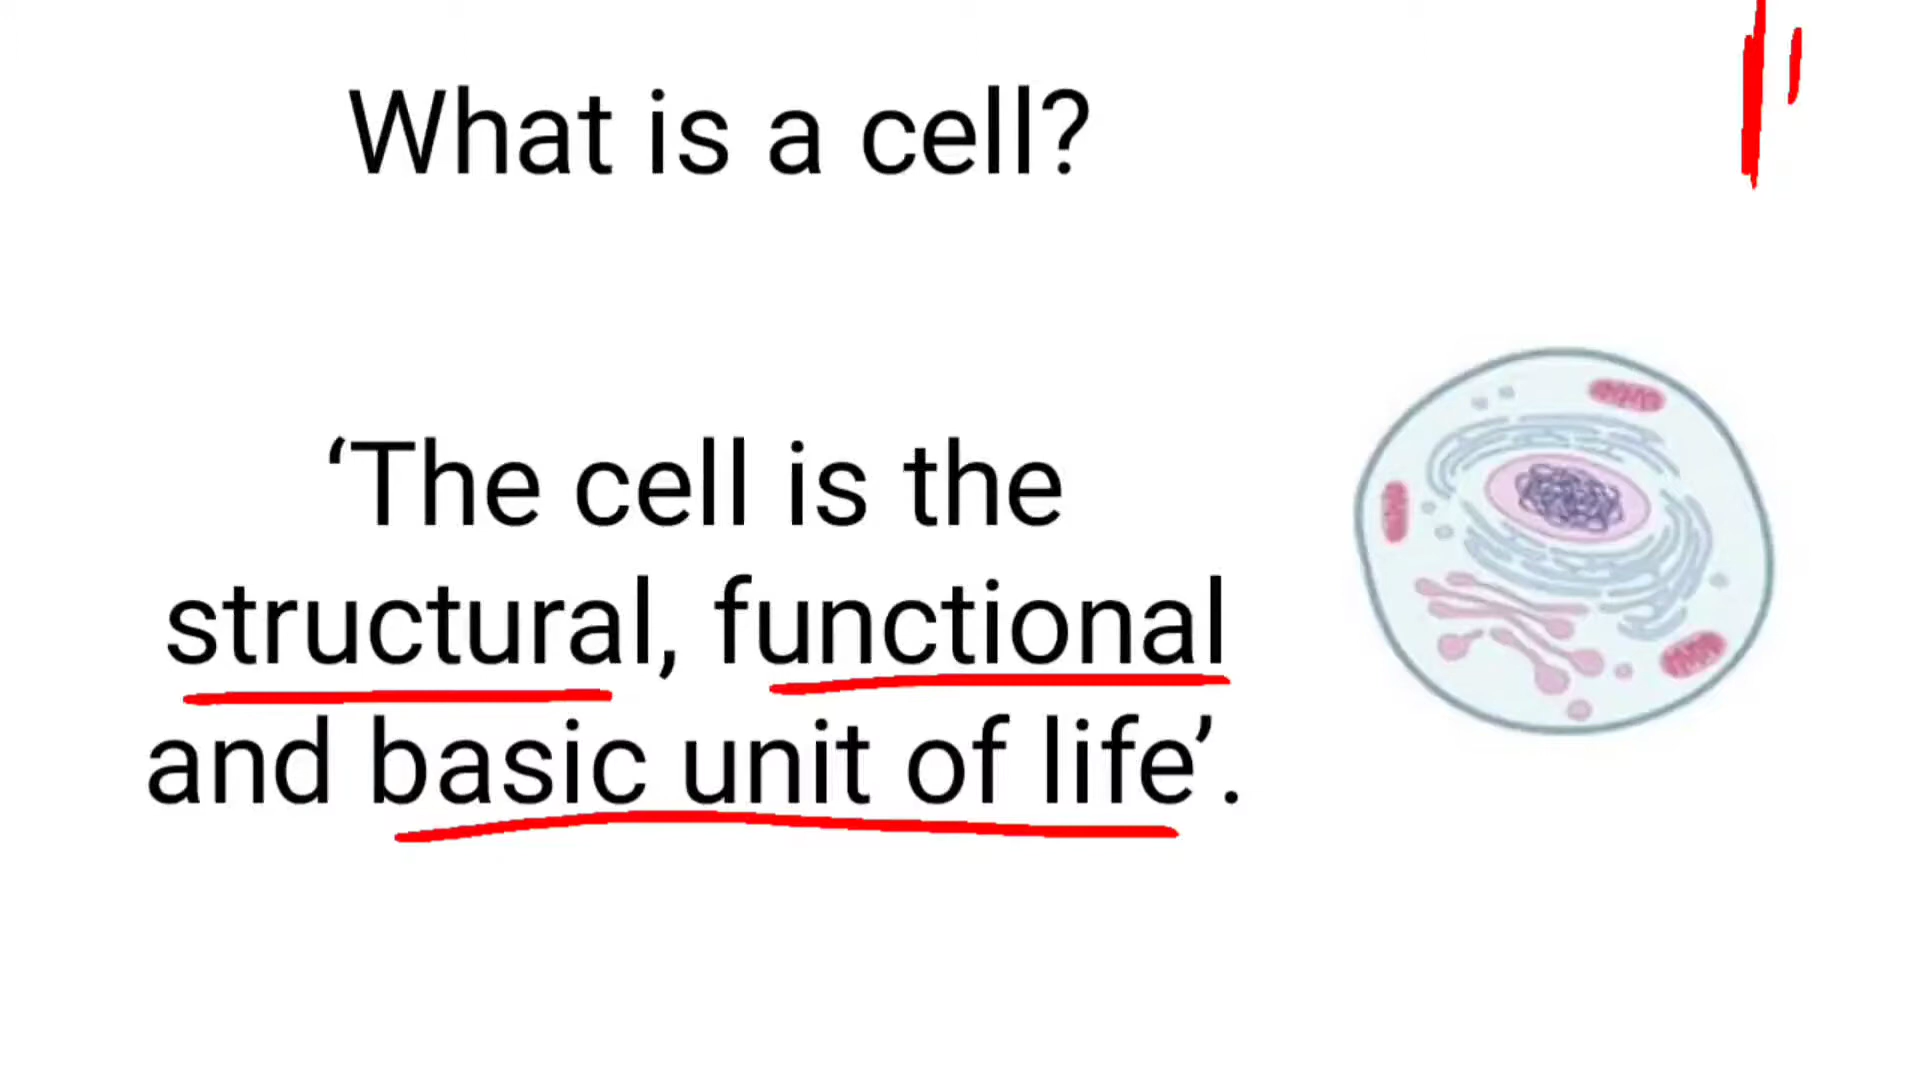 What is a cell?
‘The cell is the
structural, functional
and basic unit of life’.